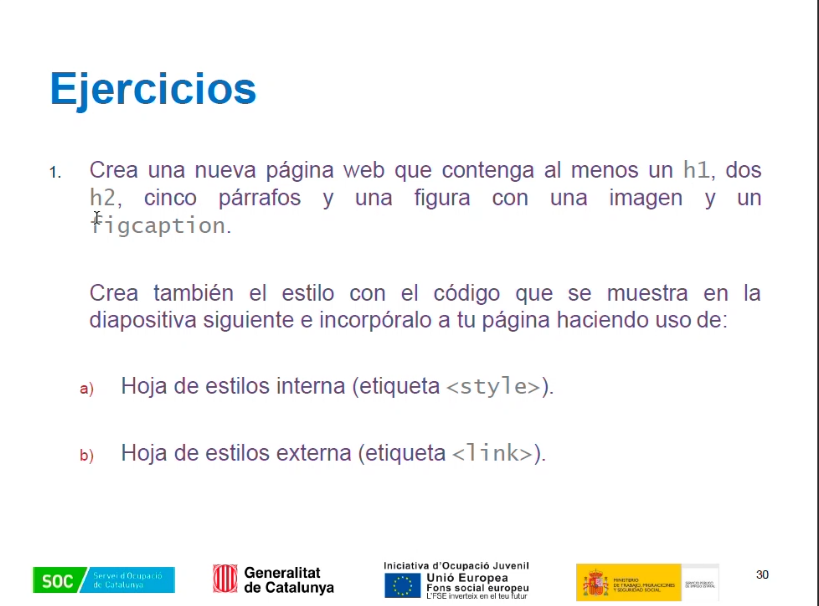 Ejercicios
1. Crea una nueva página web que contenga al menos un h1, dos
h2, cinco párrafos y una figura con una imagen y un
figcaption.
Crea también el estilo con el código que se muestra en la
diapositiva siguiente e incorpóralo a tu página haciendo uso de:
a) Hoja de estilos interna (etiqueta <style>).
b) Hoja de estilos externa (etiqueta <link>).
SOC
Servei d'Ocupació
de Catalunya
Generalitat
de Catalunya
Iniciativa d'Ocupació Juvenil
Unió Europea
Fons social europeu
L'FSE inverteix en el teu futur
MINISTERIO
DE TRABAJO, MIGRACIONES
Y SEGURIDAD SOCIAL
30